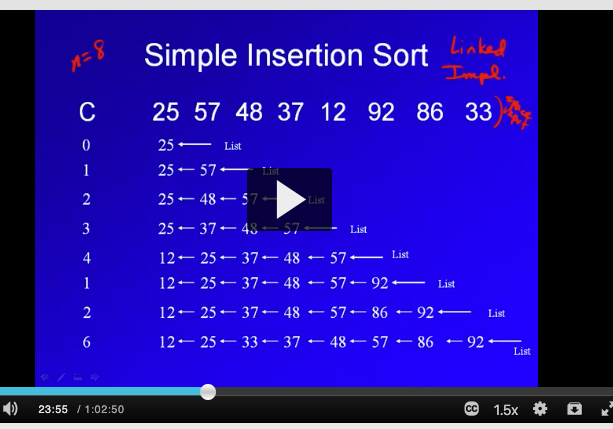 n=8 Simple Insertion Sort Linked
Impl.
C 25 57 48 37 12 92 86 33
0 25 ← List
1 25 ← 57 ← List
2 25 ← 48 ← 57 ← List
3 25 ← 37 ← 48 ← 57 ← List
4 12 ← 25 ← 37 ← 48 ← 57 ← List
1 12 ← 25 ← 37 ← 48 ← 57 ← 92 ← List
2 12 ← 25 ← 37 ← 48 ← 57 ← 86 ← 92 ← List
6 12 ← 25 ← 33 ← 37 ← 48 ← 57 ← 86 ← 92 ← List
23:55 / 1:02:50 CC 1.5x